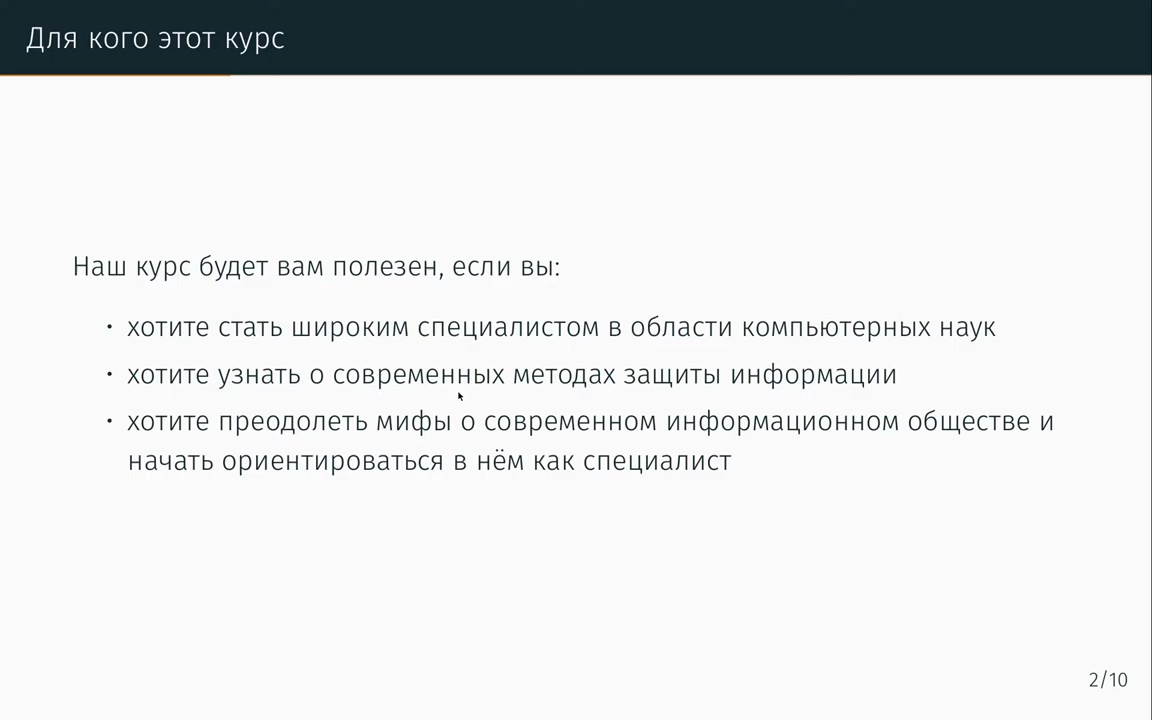 Для кого этот курс
Наш курс будет вам полезен, если вы:
• хотите стать широким специалистом в области компьютерных наук
• хотите узнать о современных методах защиты информации
• хотите преодолеть мифы о современном информационном обществе и
начать ориентироваться в нём как специалист
2/10